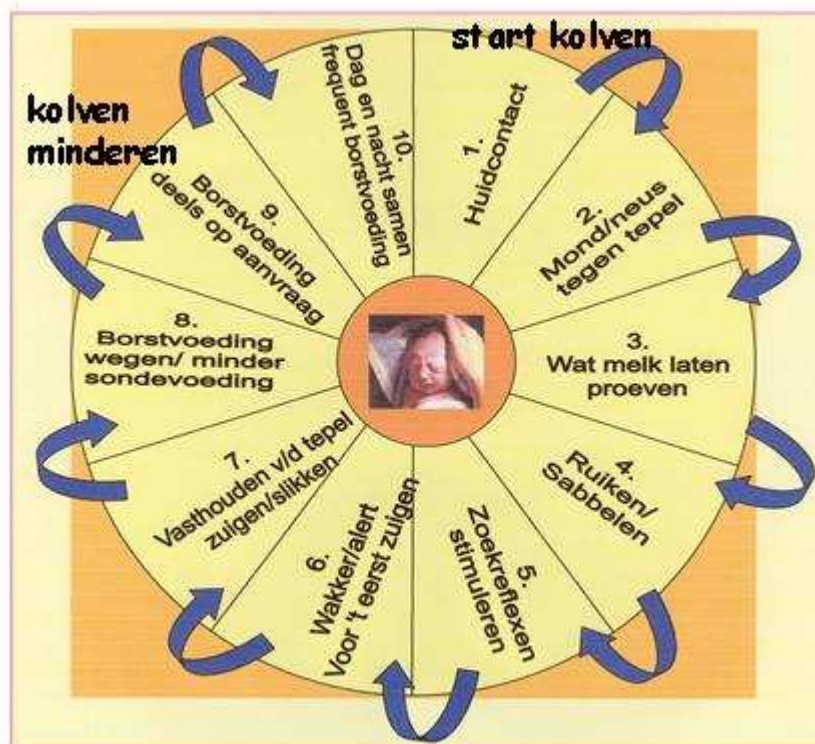 start kolven
kolven
minderen
1.
Huidcontact
2.
Mond/neus
tegen tepel
3.
Wat melk laten
proeven
4.
Ruiken/
Sabbelen
5.
Zoekreflexen
stimuleren
6.
Wakker/alert
Voor 't eerst zuigen
7.
Vasthouden v/d tepel
zuigen/slikken
8.
Borstvoeding
wegen/ minder
sondevoeding
9.
Borstvoeding
deels op aanvraag
10.
Dag en nacht samen
frequent borstvoeding